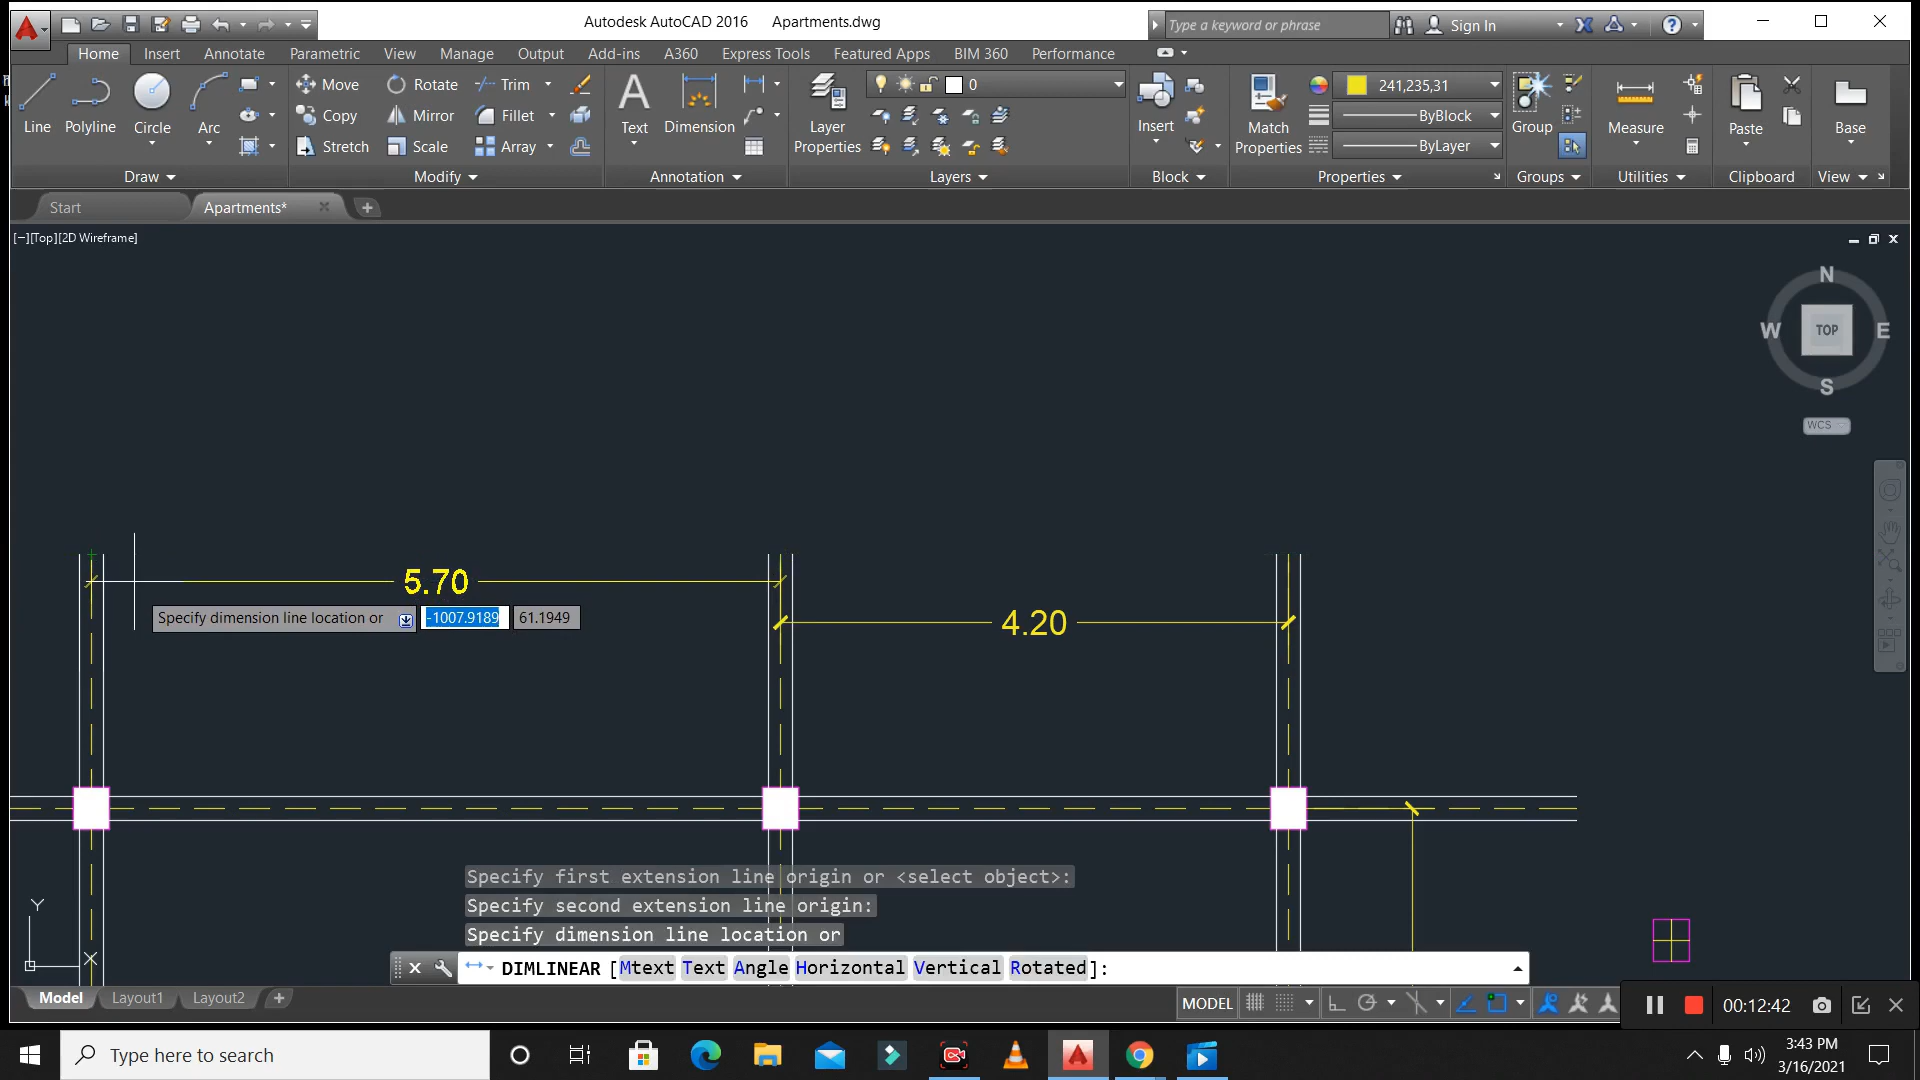 Autodesk AutoCAD 2016 Apartments.dwg
Type a keyword or phrase
Sign In
Home Insert Annotate Parametric View Manage Output Add-ins A360 Express Tools Featured Apps BIM 360 Performance
Line Polyline Circle Arc
Move Rotate Trim
Copy Mirror Fillet
Stretch Scale Array
Text Dimension
Layer Properties
0
Insert
Match Properties
241,235,31
ByBlock
ByLayer
Group
Measure
Paste
Base
Draw Modify Annotation Layers Block Properties Groups Utilities Clipboard View
Start Apartments*
[−][Top][2D Wireframe]
N
W TOP E
S
WCS
5.70
Specify dimension line location or -1007.9189 61.1949
4.20
Specify first extension line origin or <select object>:
Specify second extension line origin:
Specify dimension line location or
Y
X
DIMLINEAR [Mtext Text Angle Horizontal Vertical Rotated]:
Model Layout1 Layout2
MODEL
00:12:42
Type here to search
3:43 PM
3/16/2021